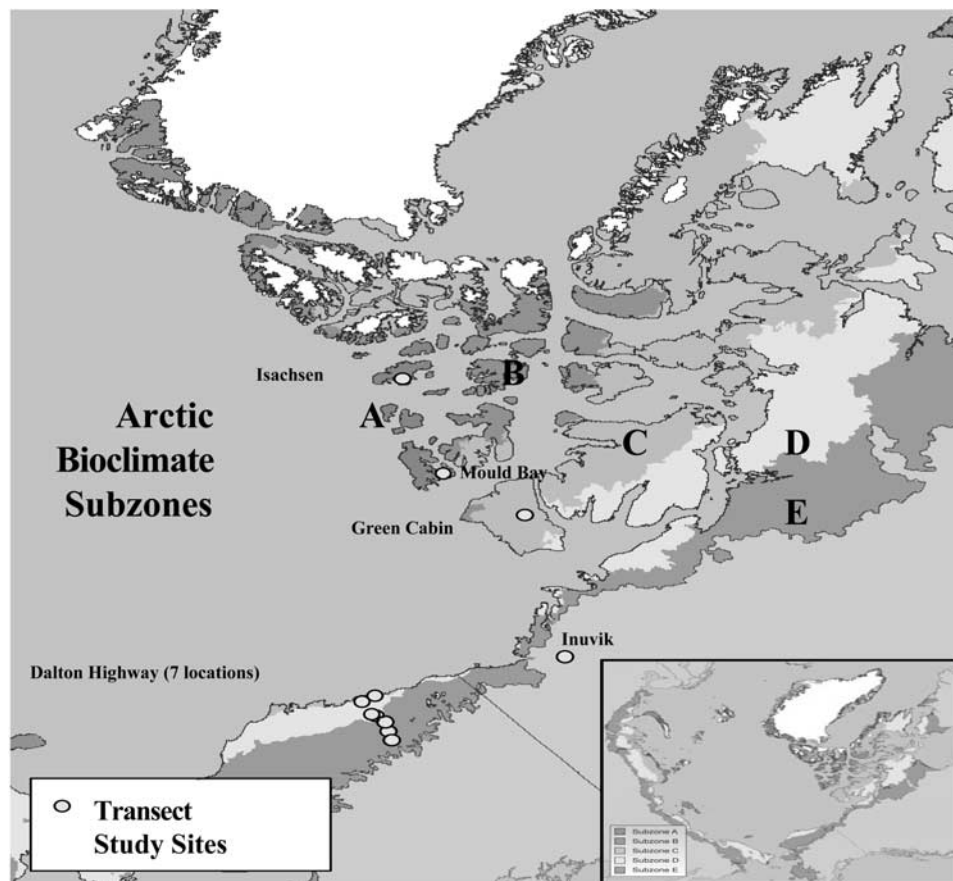 Isachsen
A
B
Arctic
Bioclimate
Subzones
C
D
Mould Bay
E
Green Cabin
Inuvik
Dalton Highway (7 locations)
Transect
Study Sites
Subzone A
Subzone B
Subzone C
Subzone D
Subzone E